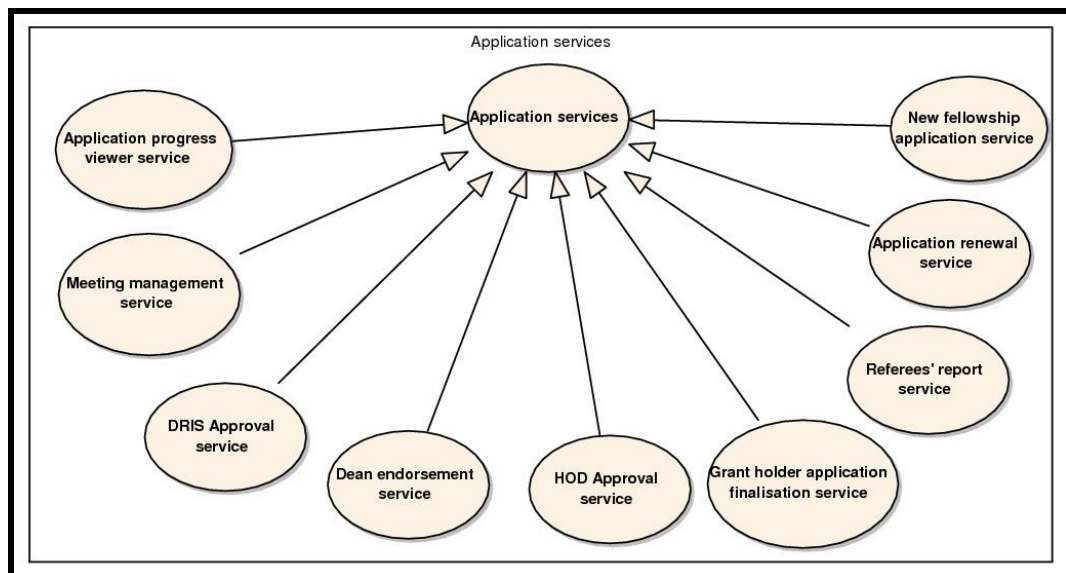 Application services
Application services
New fellowship
application service
Application progress
viewer service
Application renewal
service
Meeting management
service
Referees' report
service
DRIS Approval
service
Dean endorsement
service
HOD Approval
service
Grant holder application
finalisation service